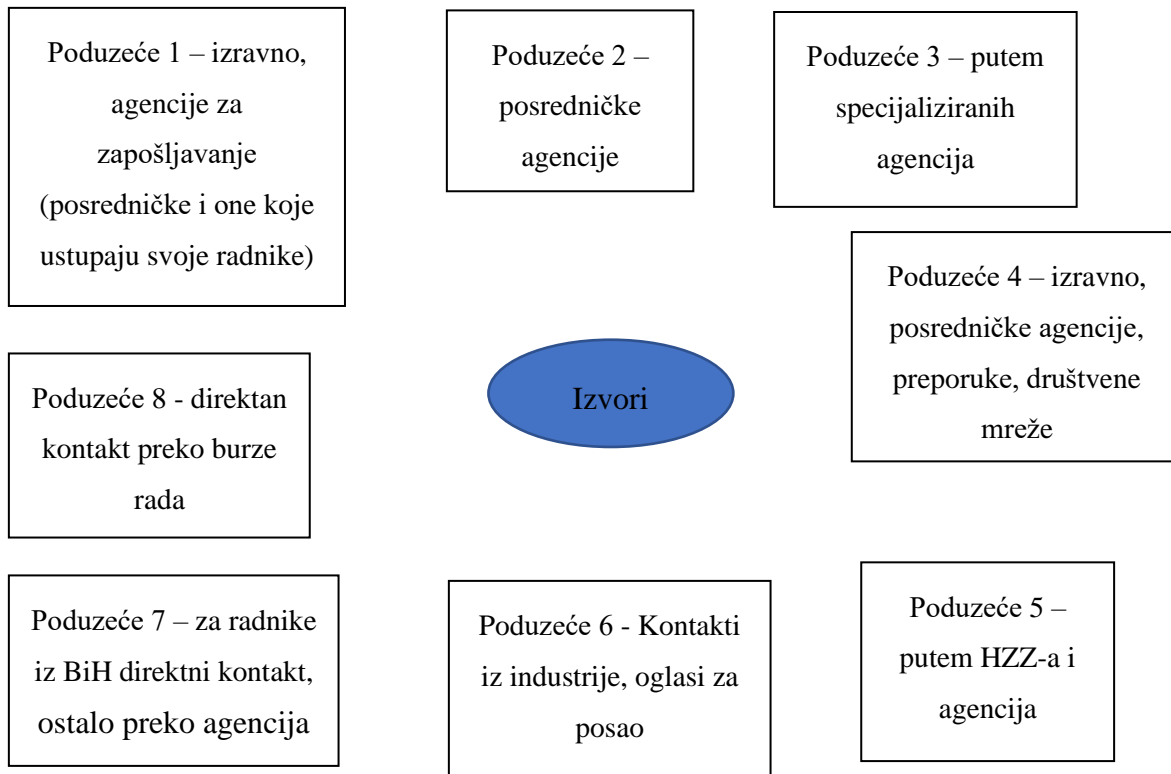 Poduzeće 1 – izravno,
agencije za
zapošljavanje
(posredničke i one koje
ustupaju svoje radnike)
Poduzeće 2 –
posredničke
agencije
Poduzeće 3 – putem
specijaliziranih
agencija
Poduzeće 4 – izravno,
posredničke agencije,
preporuke, društvene
mreže
Izvori
Poduzeće 8 - direktan
kontakt preko burze
rada
Poduzeće 7 – za radnike
iz BiH direktni kontakt,
ostalo preko agencija
Poduzeće 6 - Kontakti
iz industrije, oglasi za
posao
Poduzeće 5 –
putem HZZ-a i
agencija